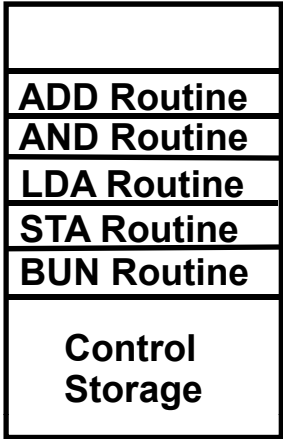 ADD Routine
AND Routine
LDA Routine
STA Routine
BUN Routine
Control
Storage